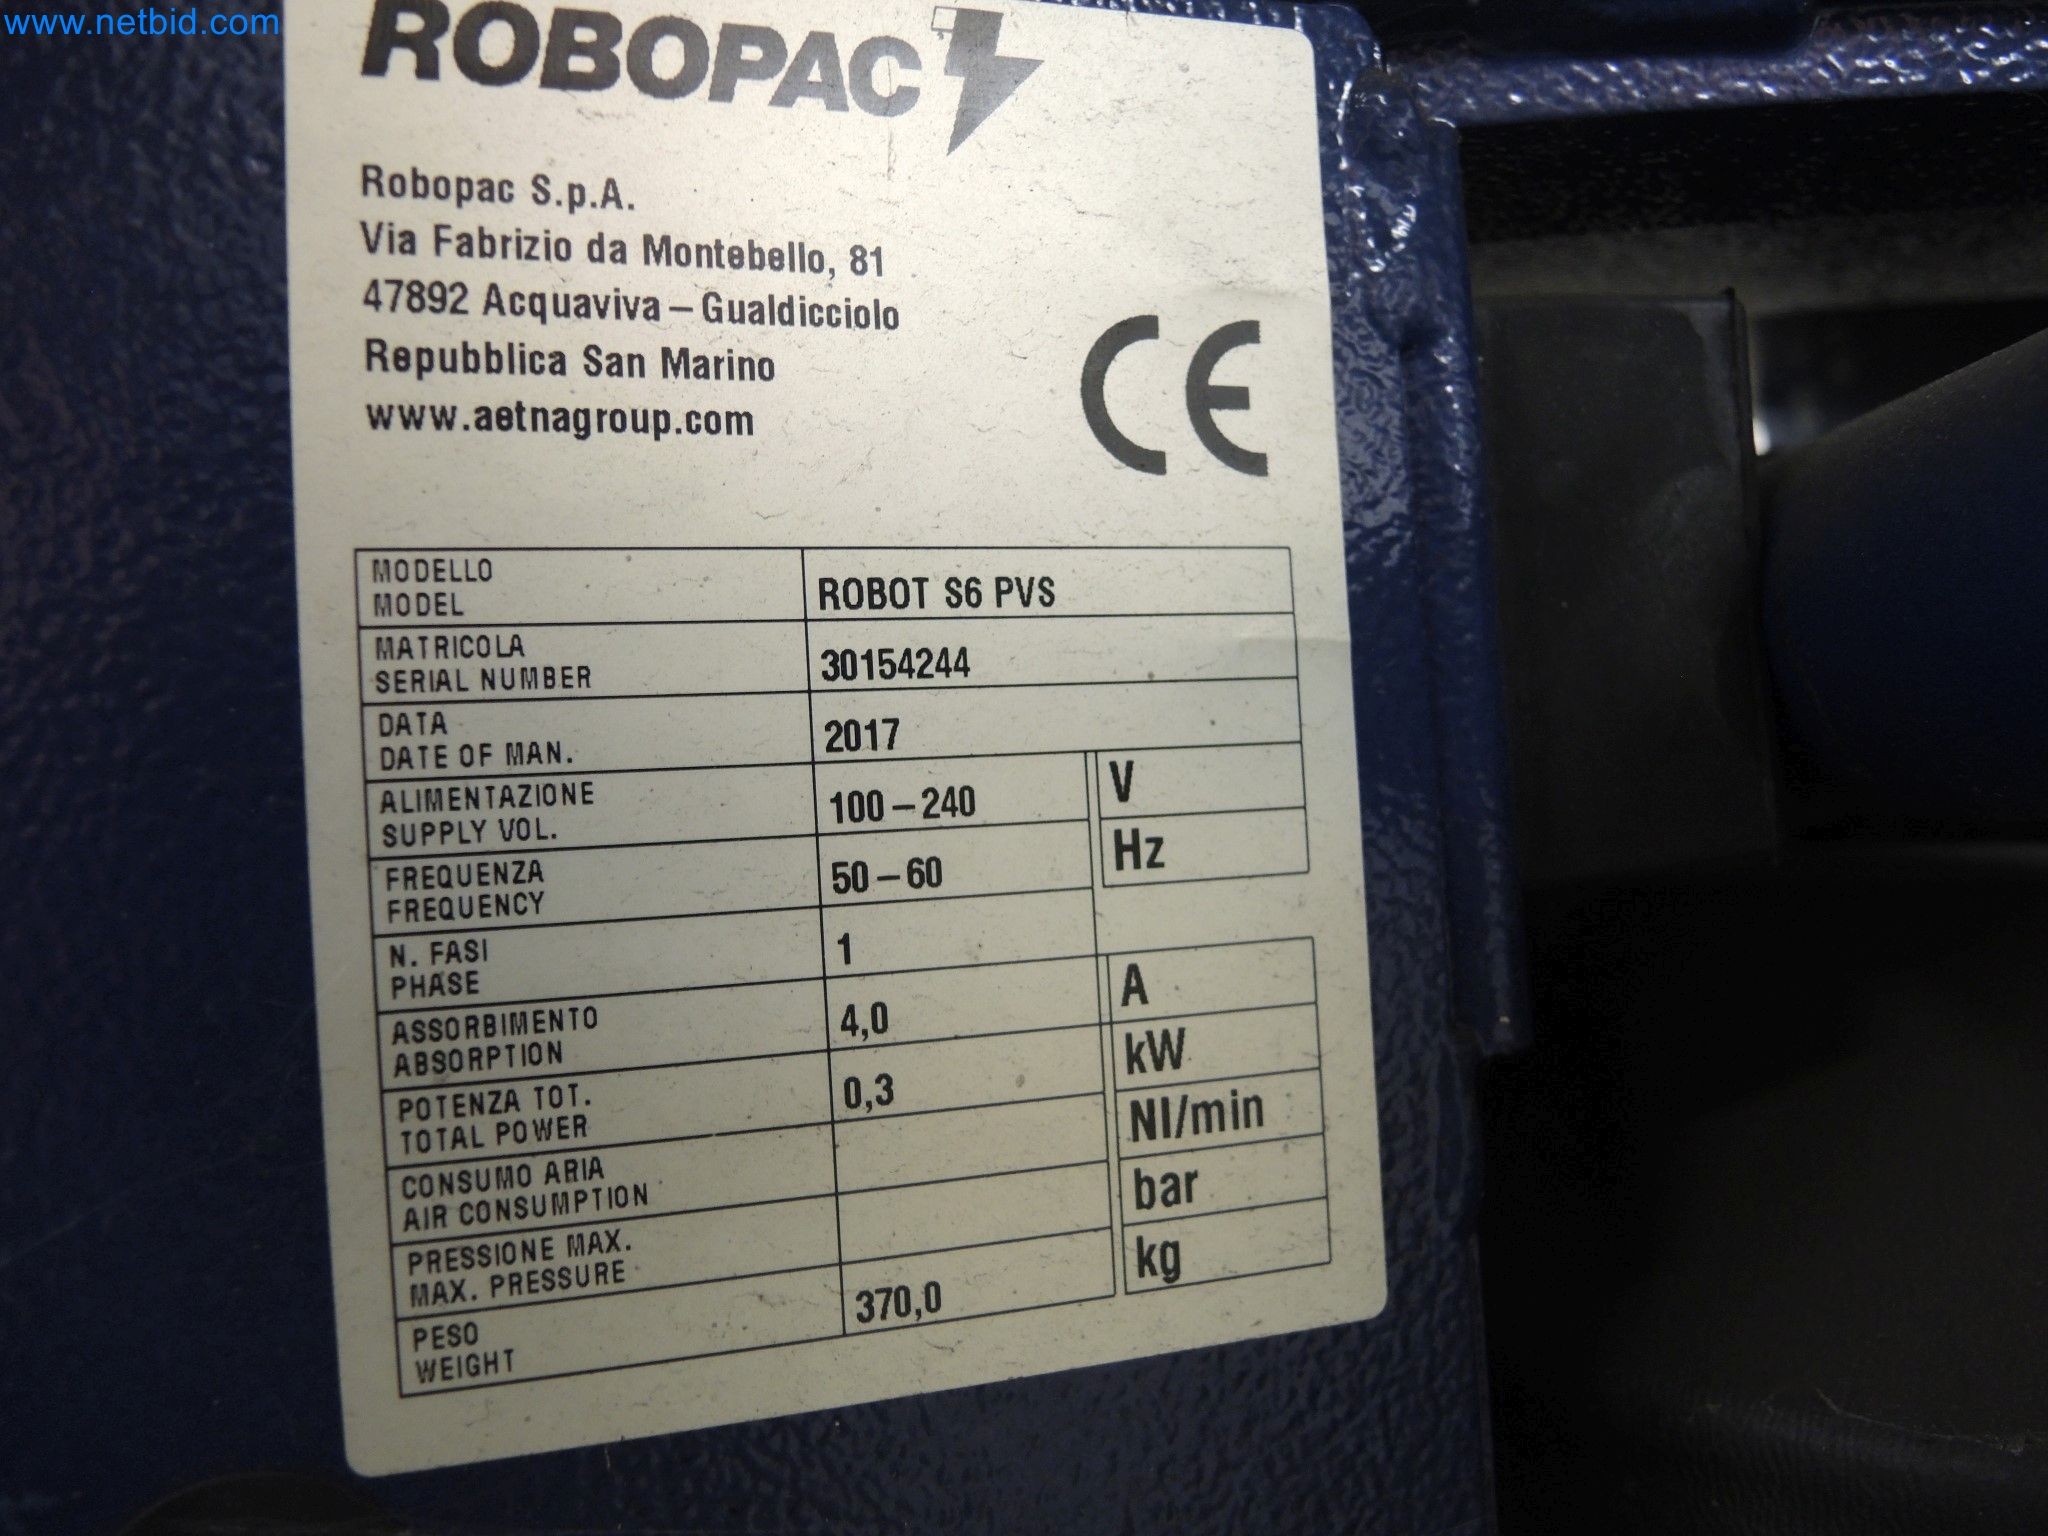 www.netbid.com
ROBOPAC
Robopac S.p.A.
Via Fabrizio da Montebello, 81
47892 Acquaviva – Gualdicciolo
Repubblica San Marino
www.aetnagroup.com
CE
MODELLO
MODEL
ROBOT S6 PVS
MATRICOLA
SERIAL NUMBER
30154244
DATA
DATE OF MAN.
2017
ALIMENTAZIONE
SUPPLY VOL.
100 – 240
V
FREQUENZA
FREQUENCY
50 – 60
Hz
N. FASI
PHASE
1
ASSORBIMENTO
ABSORPTION
4,0
A
POTENZA TOT.
TOTAL POWER
0,3
kW
CONSUMO ARIA
AIR CONSUMPTION
Nl/min
PRESSIONE MAX.
MAX. PRESSURE
bar
PESO
WEIGHT
370,0
kg